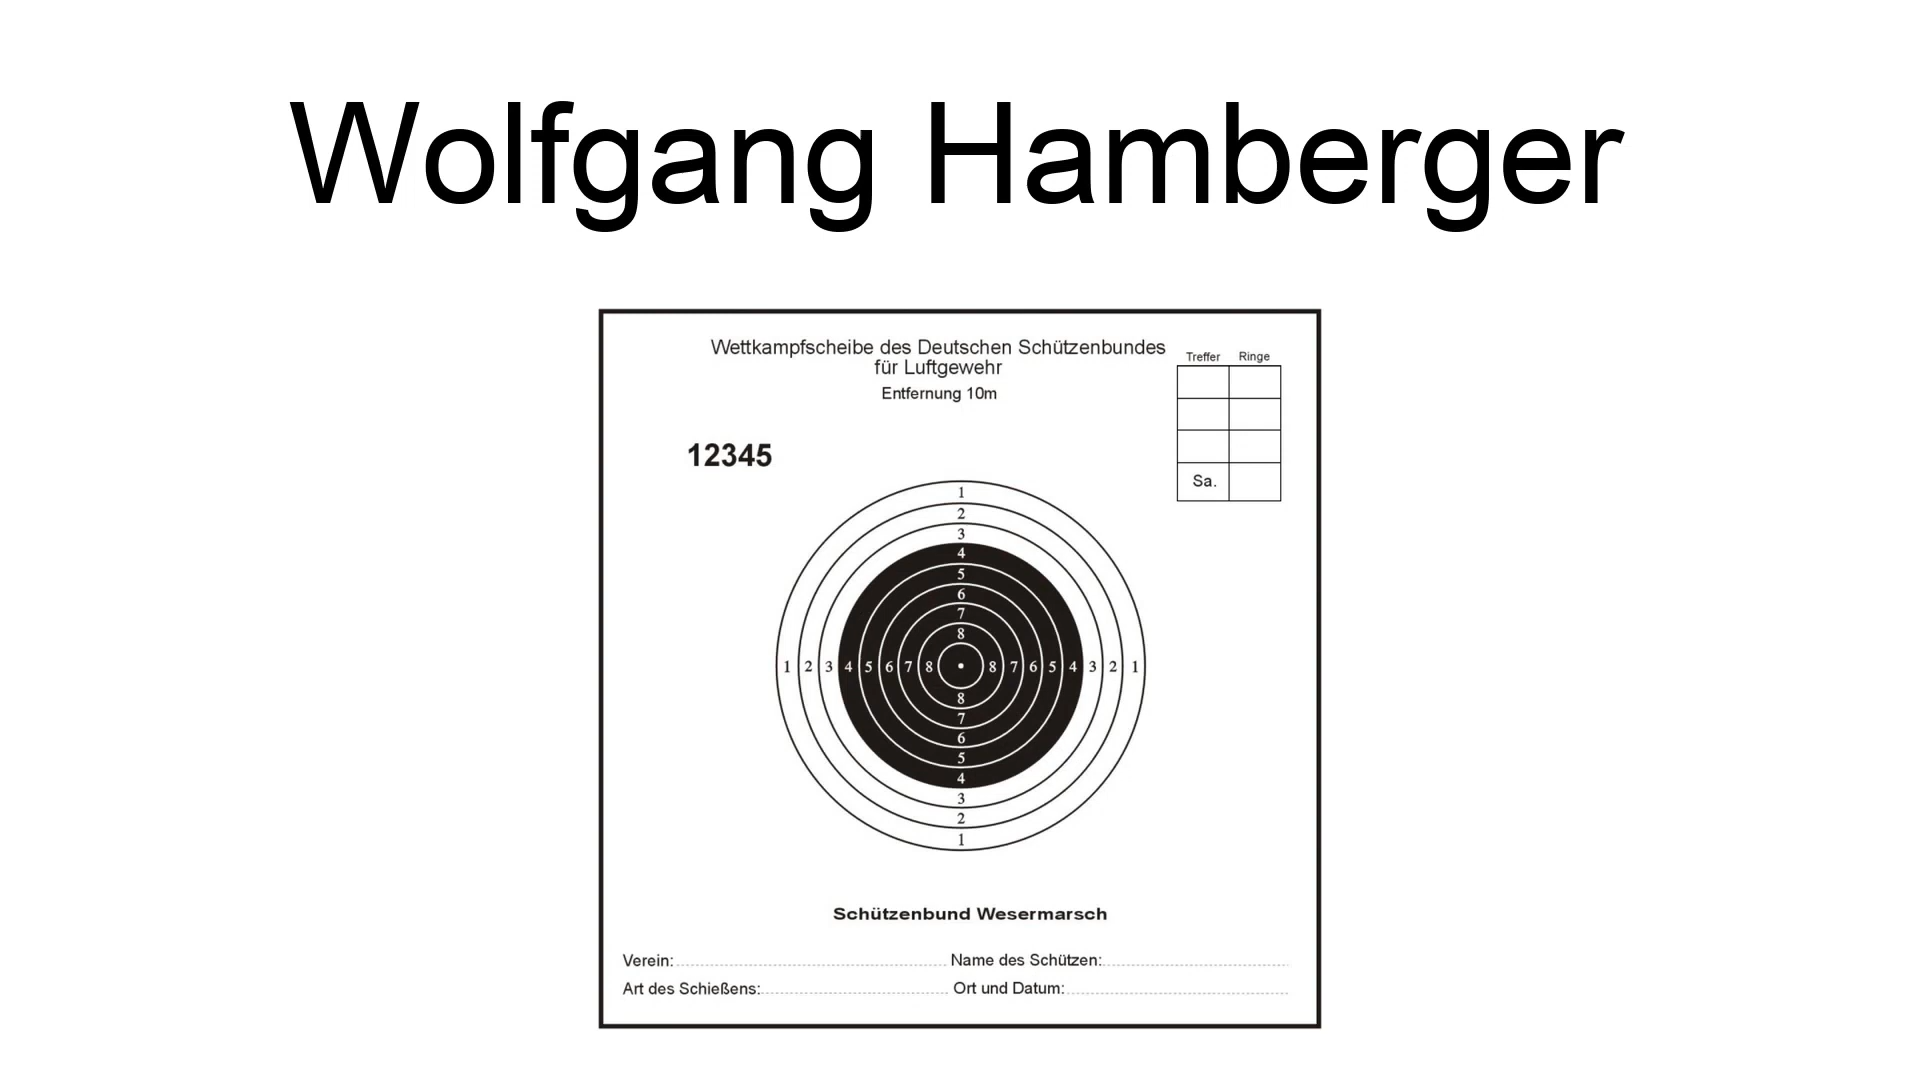 Wolfgang Hamberger
Wettkampfscheibe des Deutschen Schützenbundes
für Luftgewehr
Entfernung 10m
Treffer Ringe
12345
Sa.
1
2
3
4
5
6
7
8
1 2 3 4 5 6 7 8 8 7 6 5 4 3 2 1
8
7
6
5
4
3
2
1
Schützenbund Wesermarsch
Verein: Name des Schützen:
Art des Schießens: Ort und Datum: